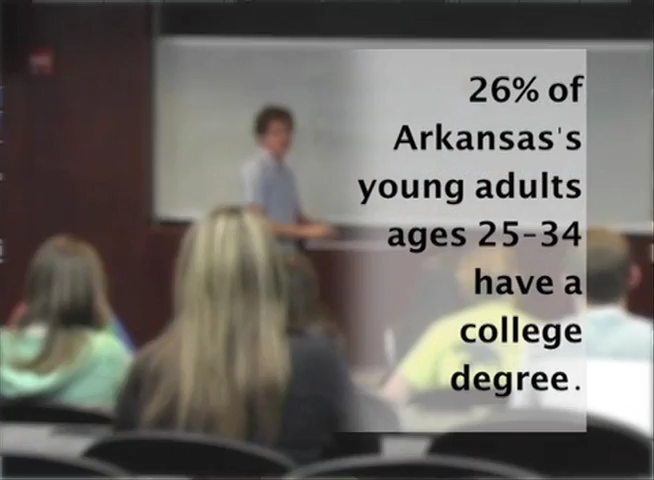 26% of
Arkansas's
young adults
ages 25-34
have a
college
degree.